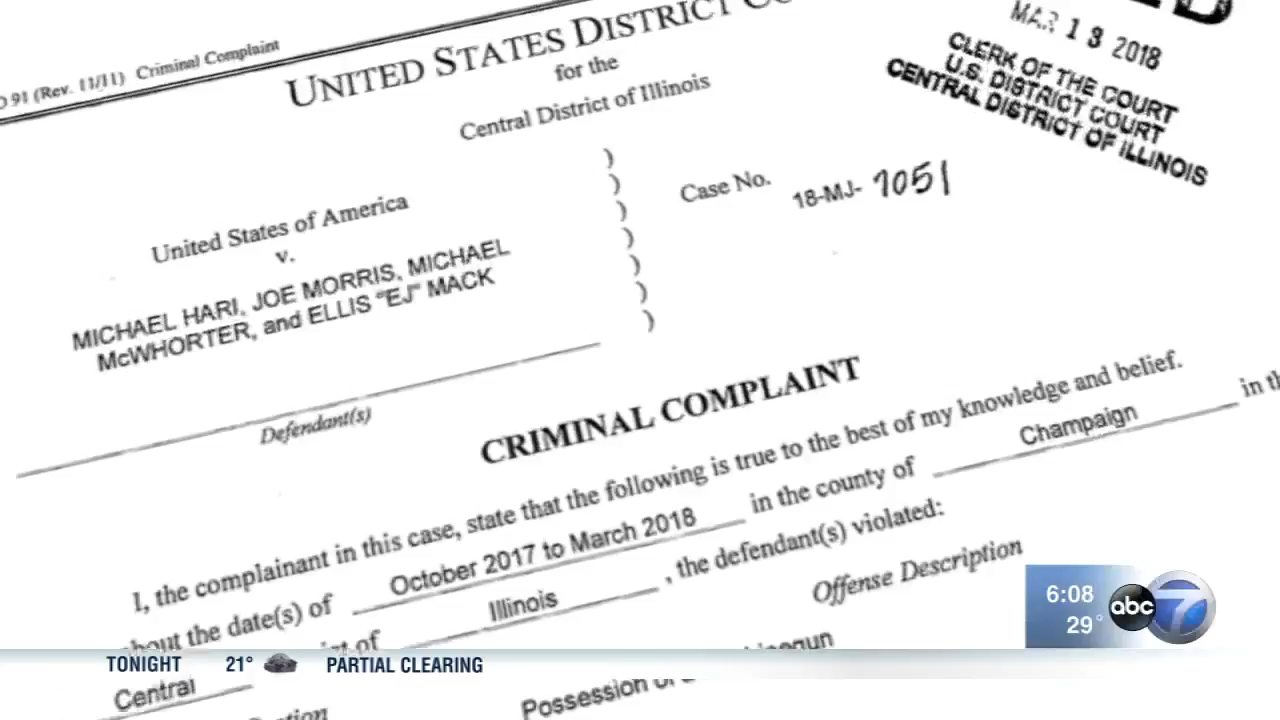 O 91 (Rev. 11/11) Criminal Complaint
UNITED STATES DISTRICT
for the
Central District of Illinois
MAR 13 2018
CLERK OF THE COURT
U.S. DISTRICT COURT
CENTRAL DISTRICT OF ILLINOIS
United States of America
v.
MICHAEL HARI, JOE MORRIS, MICHAEL
McWHORTER, and ELLIS "EJ" MACK
Defendant(s)
)
)
)
)
)
)
)
Case No.
18-MJ- 7051
CRIMINAL COMPLAINT
I, the complainant in this case, state that the following is true to the best of my knowledge and belief.
about the date(s) of October 2017 to March 2018 in the county of Champaign in the
Central Illinois , the defendant(s) violated:
Offense Description
Possession of
6:08
29°
abc 7
TONIGHT 21° PARTIAL CLEARING